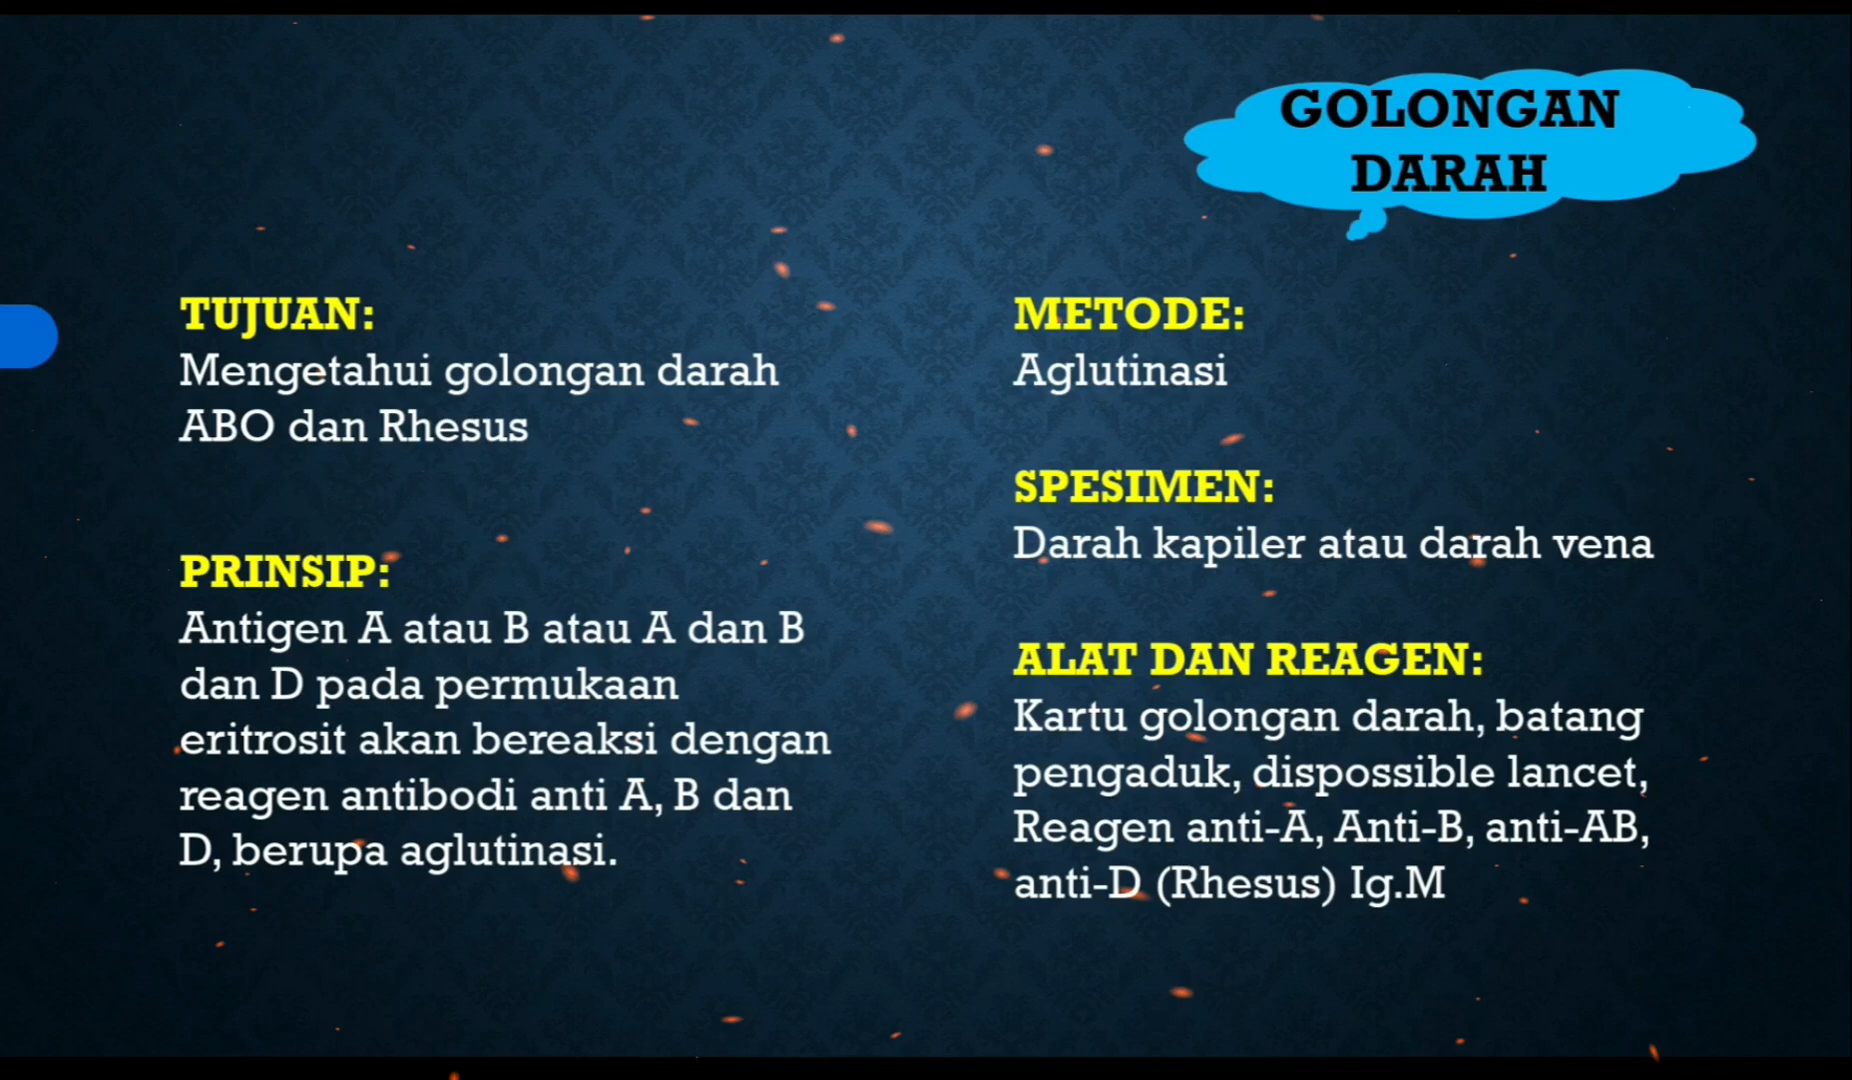 GOLONGAN
DARAH
TUJUAN:
Mengetahui golongan darah
ABO dan Rhesus
PRINSIP:
Antigen A atau B atau A dan B
dan D pada permukaan
eritrosit akan bereaksi dengan
reagen antibodi anti A, B dan
D, berupa aglutinasi.
METODE:
Aglutinasi
SPESIMEN:
Darah kapiler atau darah vena
ALAT DAN REAGEN:
Kartu golongan darah, batang
pengaduk, dispossible lancet,
Reagen anti-A, Anti-B, anti-AB,
anti-D (Rhesus) Ig.M